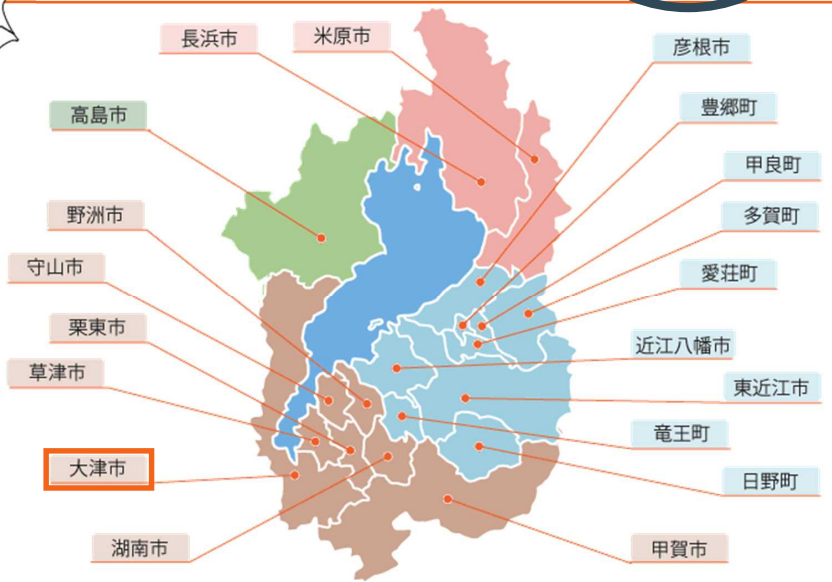 長浜市
米原市
彦根市
高島市
豊郷町
甲良町
野洲市
多賀町
守山市
愛荘町
栗東市
近江八幡市
草津市
東近江市
竜王町
大津市
日野町
湖南市
甲賀市